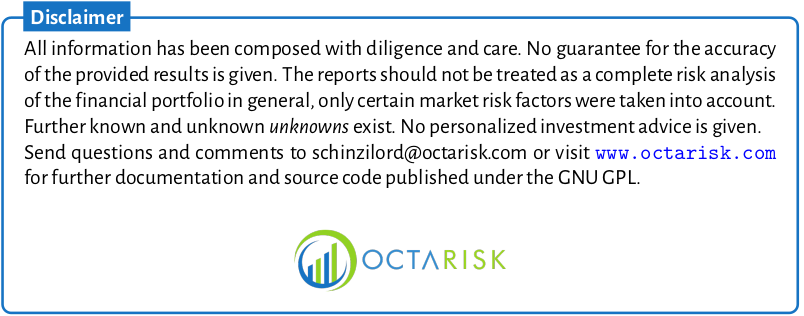 Disclaimer
All information has been composed with diligence and care. No guarantee for the accuracy
of the provided results is given. The reports should not be treated as a complete risk analysis
of the financial portfolio in general, only certain market risk factors were taken into account.
Further known and unknown unknowns exist. No personalized investment advice is given.
Send questions and comments to schinzilord@octarisk.com or visit www.octarisk.com
for further documentation and source code published under the GNU GPL.
OCTARISK